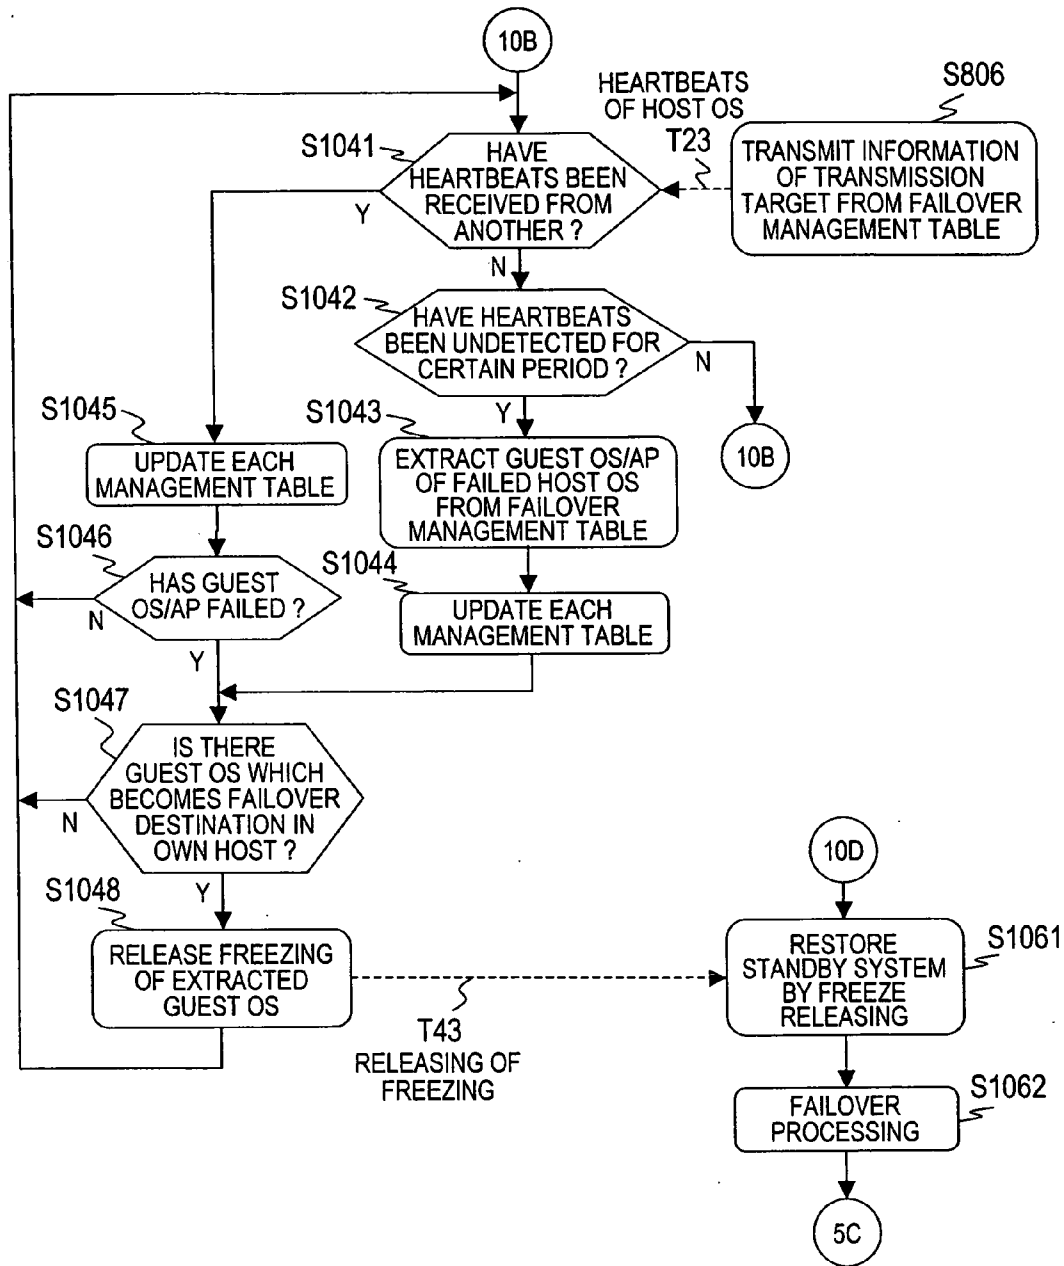 10B
HEARTBEATS
OF HOST OS
T23
S806
TRANSMIT INFORMATION
OF TRANSMISSION
TARGET FROM FAILOVER
MANAGEMENT TABLE
S1041
HAVE
HEARTBEATS BEEN
RECEIVED FROM
ANOTHER ?
Y
N
S1042
HAVE HEARTBEATS
BEEN UNDETECTED FOR
CERTAIN PERIOD ?
N
Y
10B
S1045
UPDATE EACH
MANAGEMENT TABLE
S1043
EXTRACT GUEST OS/AP
OF FAILED HOST OS
FROM FAILOVER
MANAGEMENT TABLE
S1046
HAS GUEST
OS/AP FAILED ?
N
Y
S1044
UPDATE EACH
MANAGEMENT TABLE
S1047
IS THERE
GUEST OS WHICH
BECOMES FAILOVER
DESTINATION IN
OWN HOST ?
N
Y
S1048
RELEASE FREEZING
OF EXTRACTED
GUEST OS
T43
RELEASING OF
FREEZING
10D
S1061
RESTORE
STANDBY SYSTEM
BY FREEZE
RELEASING
S1062
FAILOVER
PROCESSING
5C